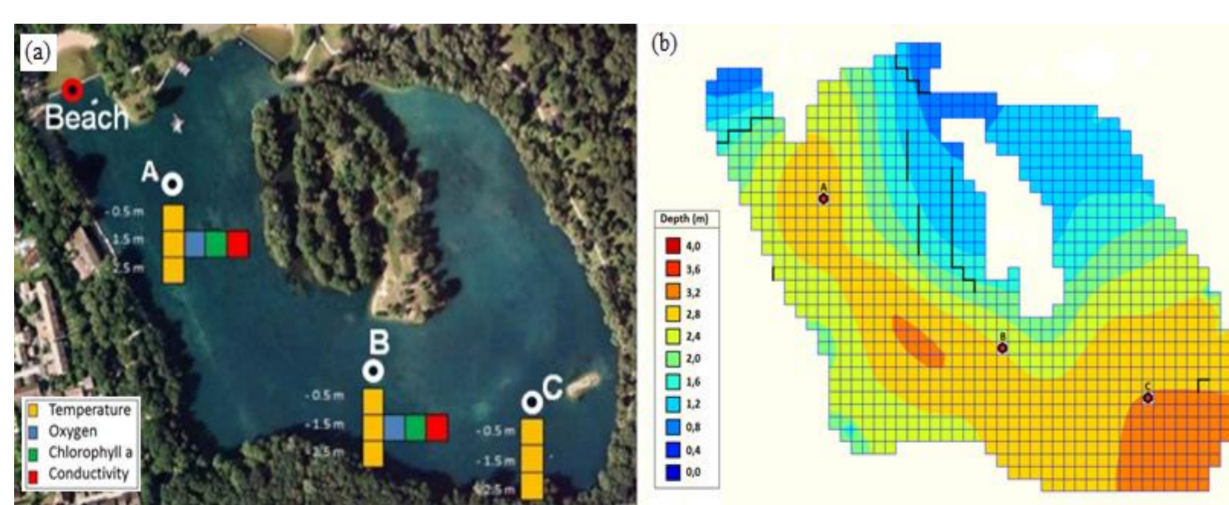 (a)
Beach
A
- 0.5 m
- 1.5 m
- 2.5 m
B
- 0.5 m
- 1.5 m
- 2.5 m
C
- 0.5 m
- 1.5 m
- 2.5 m
Temperature
Oxygen
Chlorophyll a
Conductivity
(b)
A
B
C
Depth (m)
4,0
3,6
3,2
2,8
2,4
2,0
1,6
1,2
0,8
0,4
0,0